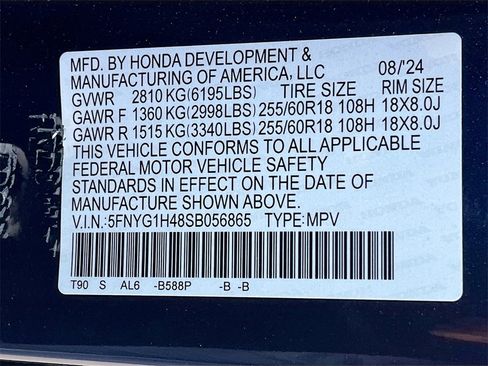 MFD. BY HONDA DEVELOPMENT &
MANUFACTURING OF AMERICA, LLC 08/'24
GVWR 2810 KG(6195LBS) TIRE SIZE RIM SIZE
GAWR F 1360 KG(2998LBS) 255/60R18 108H 18X8.0J
GAWR R 1515 KG(3340LBS) 255/60R18 108H 18X8.0J
THIS VEHICLE CONFORMS TO ALL APPLICABLE
FEDERAL MOTOR VEHICLE SAFETY
STANDARDS IN EFFECT ON THE DATE OF
MANUFACTURE SHOWN ABOVE.
V.I.N.:5FNYG1H48SB056865 TYPE:MPV
T90 S AL6 -B588P -B -B